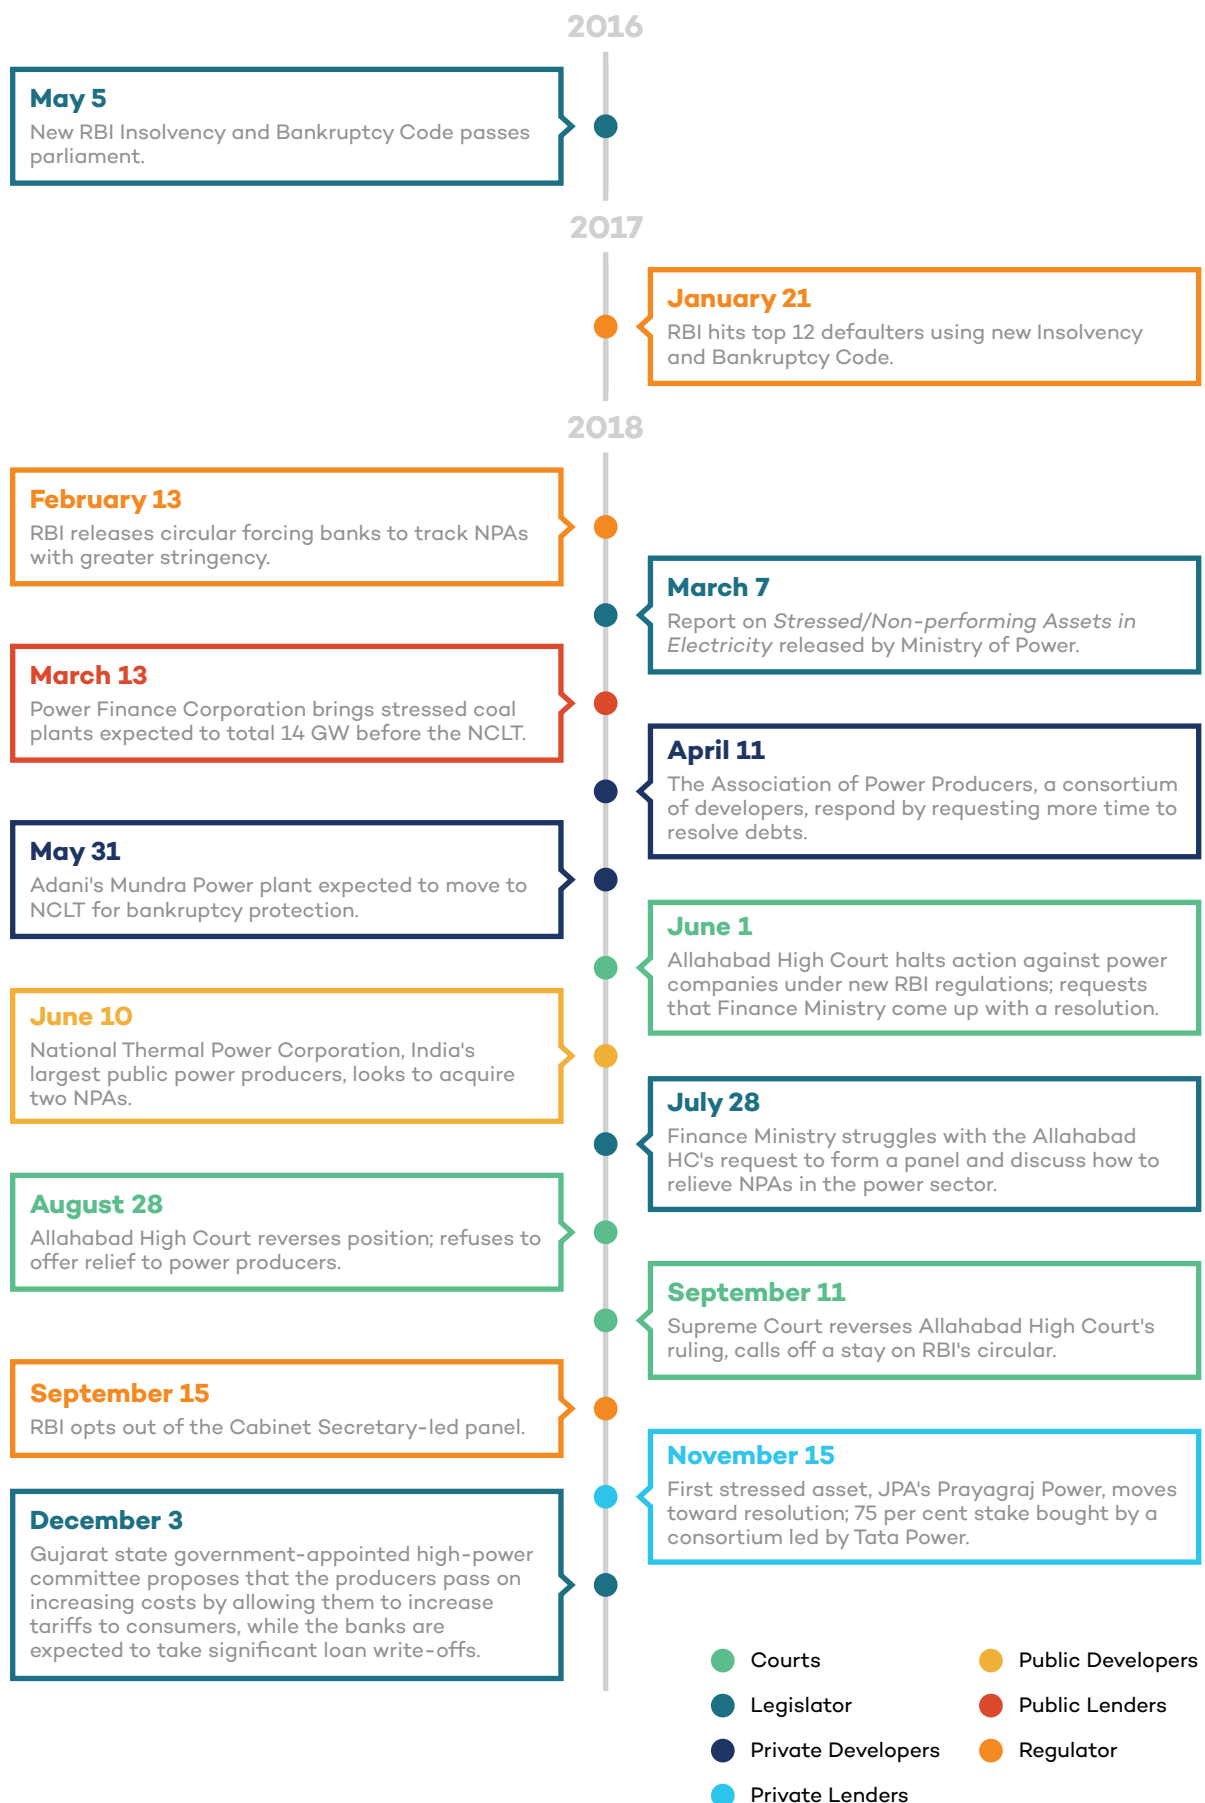 2016
May 5
New RBI Insolvency and Bankruptcy Code passes
parliament.
2017
January 21
RBI hits top 12 defaulters using new Insolvency
and Bankruptcy Code.
2018
February 13
RBI releases circular forcing banks to track NPAs
with greater stringency.
March 7
Report on Stressed/Non-performing Assets in
Electricity released by Ministry of Power.
March 13
Power Finance Corporation brings stressed coal
plants expected to total 14 GW before the NCLT.
April 11
The Association of Power Producers, a consortium
of developers, respond by requesting more time to
resolve debts.
May 31
Adani's Mundra Power plant expected to move to
NCLT for bankruptcy protection.
June 1
Allahabad High Court halts action against power
companies under new RBI regulations; requests
that Finance Ministry come up with a resolution.
June 10
National Thermal Power Corporation, India's
largest public power producers, looks to acquire
two NPAs.
July 28
Finance Ministry struggles with the Allahabad
HC's request to form a panel and discuss how to
relieve NPAs in the power sector.
August 28
Allahabad High Court reverses position; refuses to
offer relief to power producers.
September 11
Supreme Court reverses Allahabad High Court's
ruling, calls off a stay on RBI's circular.
September 15
RBI opts out of the Cabinet Secretary-led panel.
November 15
First stressed asset, JPA's Prayagraj Power, moves
toward resolution; 75 per cent stake bought by a
consortium led by Tata Power.
December 3
Gujarat state government-appointed high-power
committee proposes that the producers pass on
increasing costs by allowing them to increase
tariffs to consumers, while the banks are
expected to take significant loan write-offs.
Courts
Legislator
Private Developers
Private Lenders
Public Developers
Public Lenders
Regulator